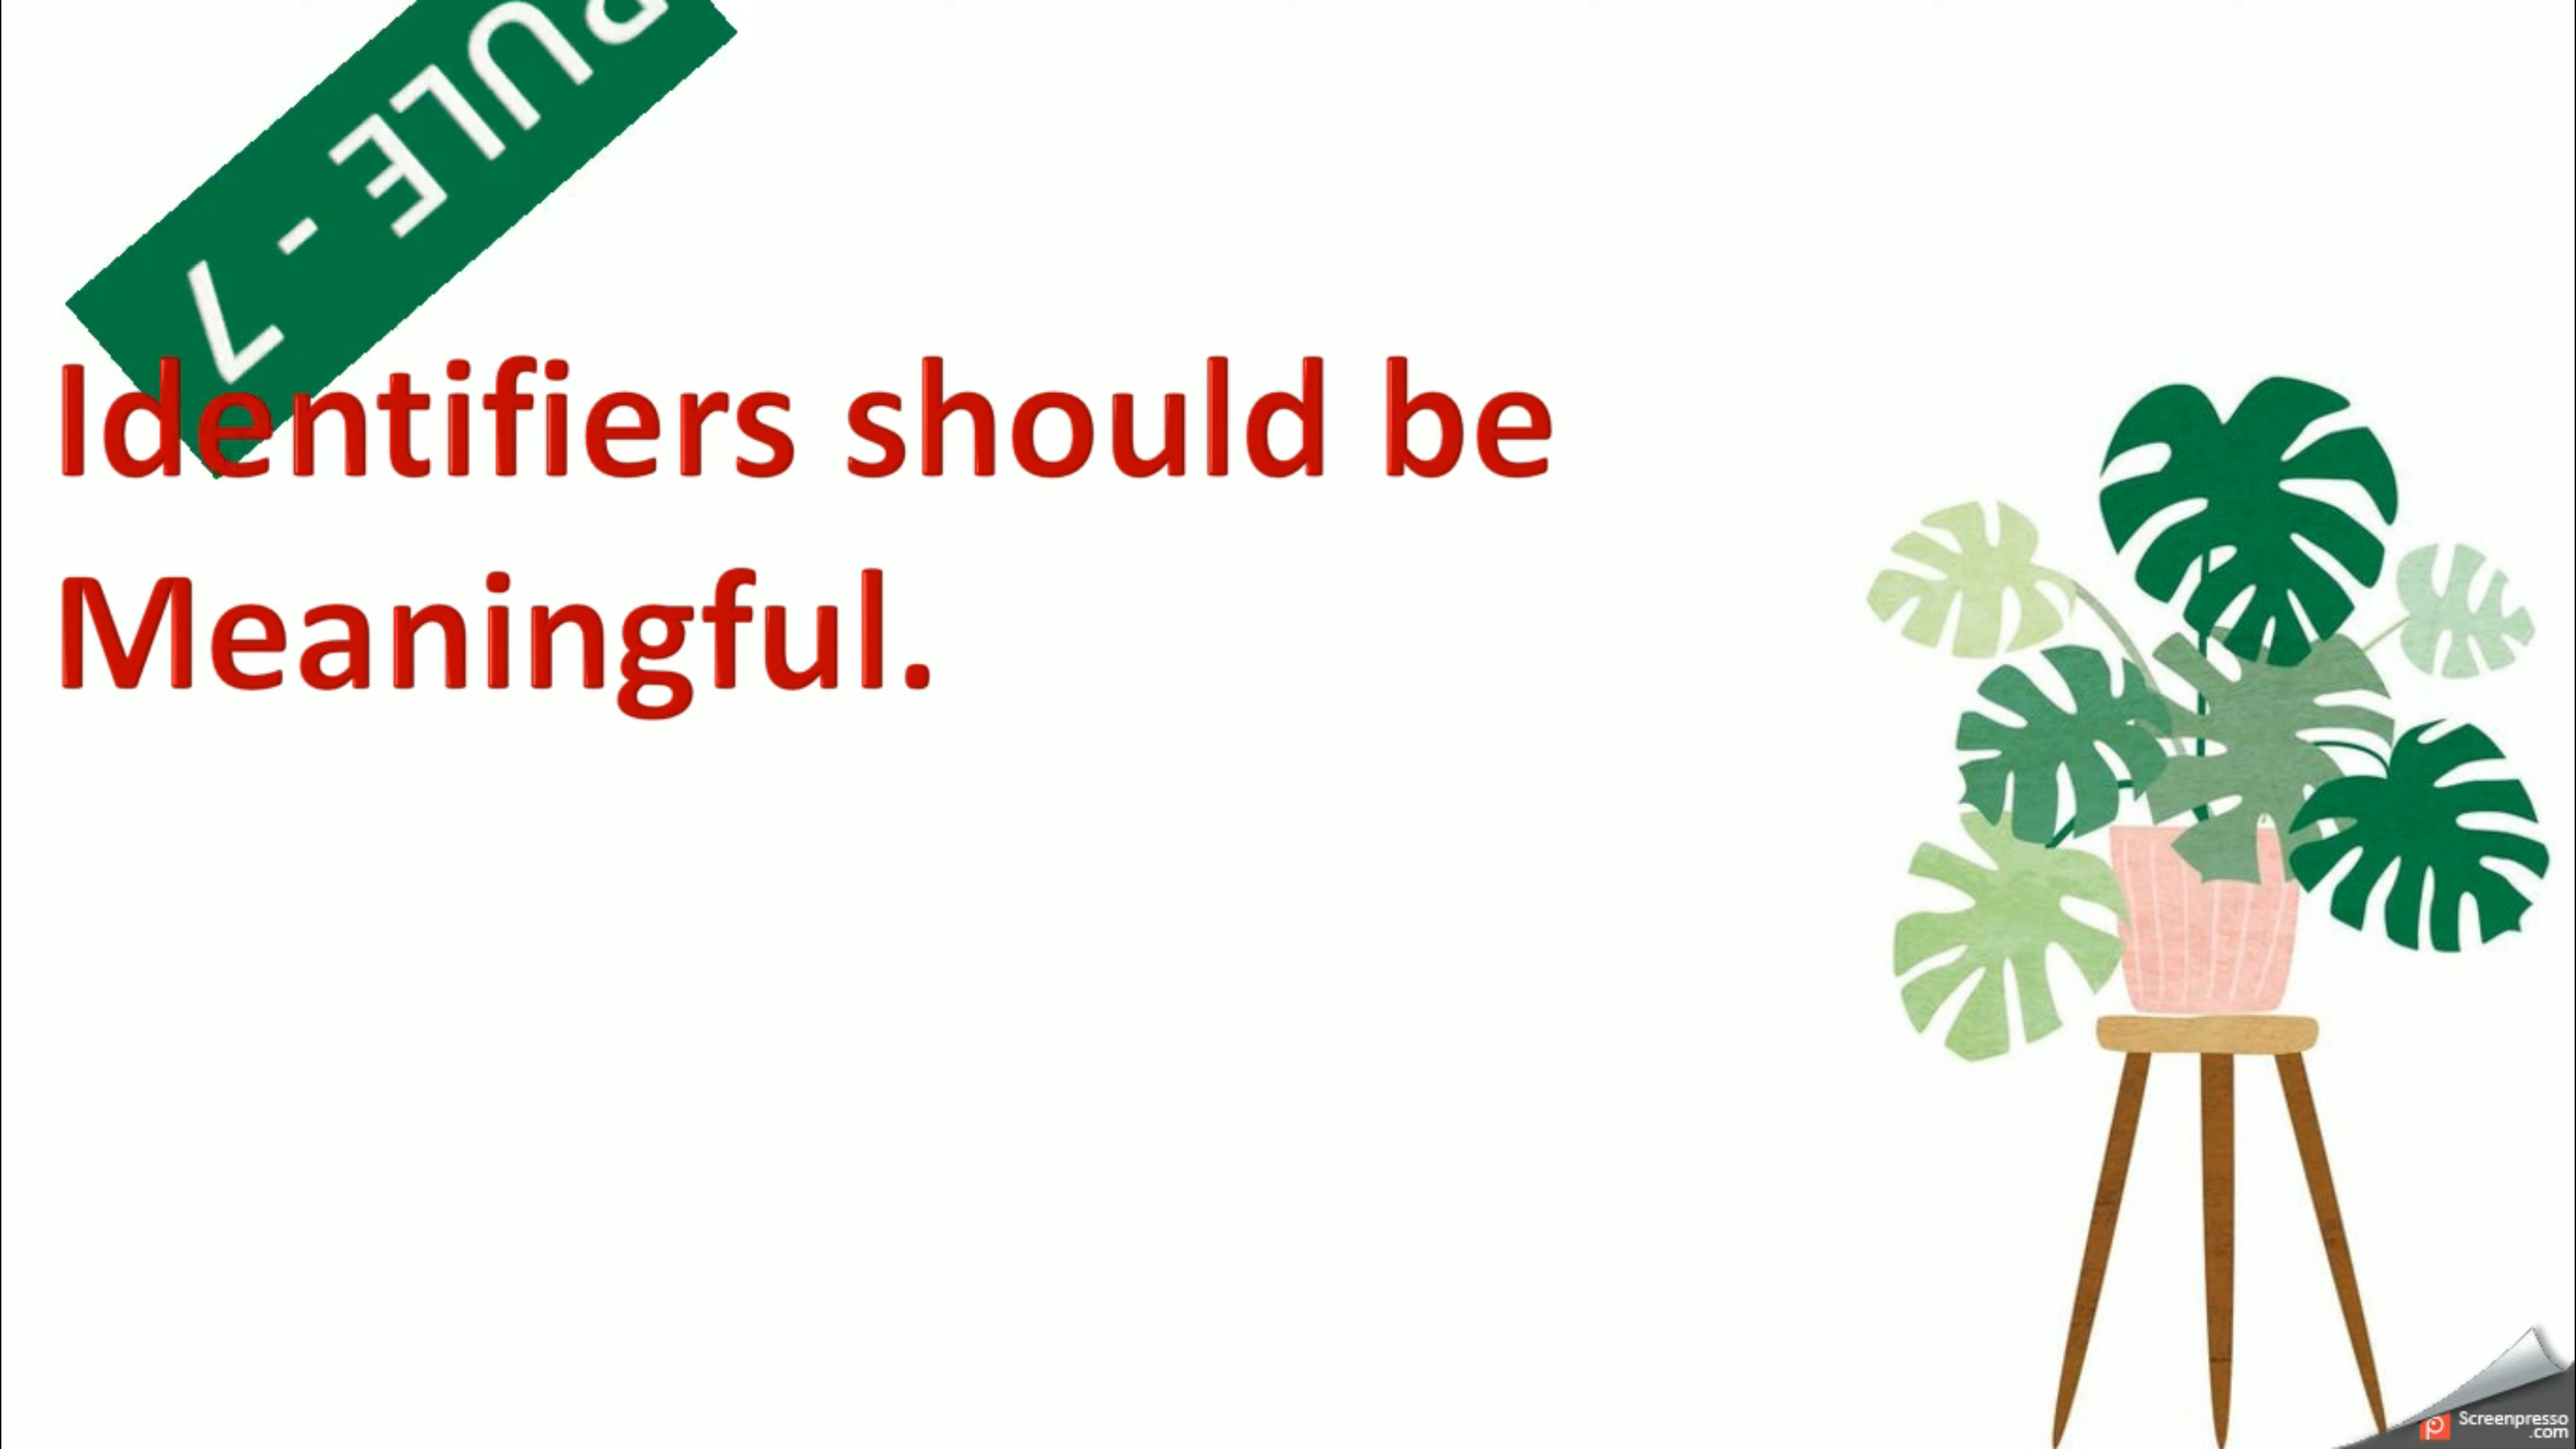 RULE - 7
Identifiers should be
Meaningful.
Screenpresso
.com